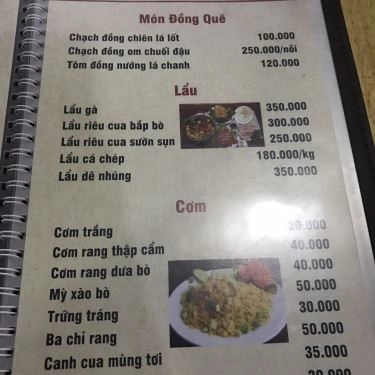 Món Đồng Quê
Chạch đồng chiên lá lốt 100.000
Chạch đồng om chuối đậu 250.000/nồi
Tôm đồng nướng lá chanh 120.000
Lẩu
Lẩu gà 350.000
Lẩu riêu cua bắp bò 300.000
Lẩu riêu cua sườn sụn 250.000
Lẩu cá chép 180.000/kg
Lẩu dê nhúng 350.000
Cơm
Cơm trắng 20.000
Cơm rang thập cẩm 40.000
Cơm rang dưa bò 40.000
Mỳ xào bò 50.000
Trứng tráng 30.000
Ba chỉ rang 50.000
Canh cua mùng tơi 35.000